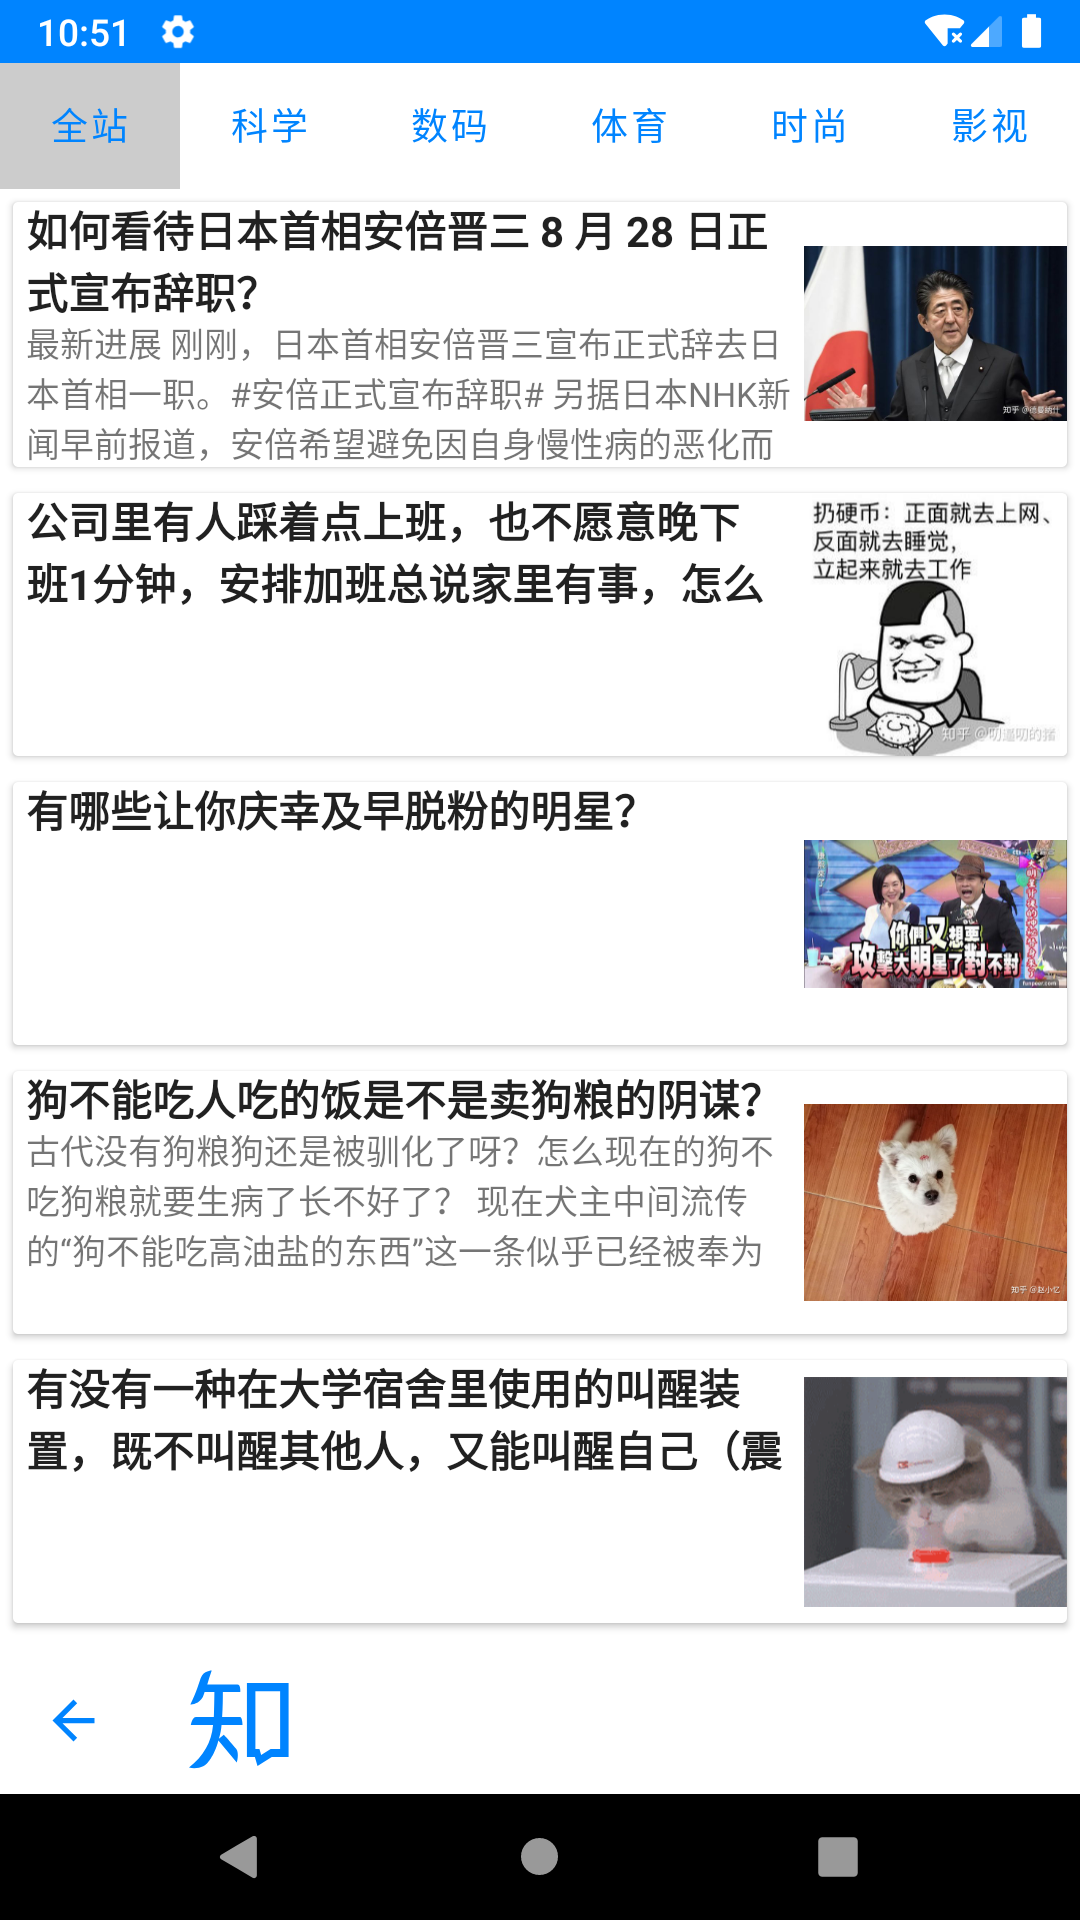 10:51
全站 科学 数码 体育 时尚 影视
如何看待日本首相安倍晋三 8 月 28 日正
式宣布辞职？
最新进展 刚刚，日本首相安倍晋三宣布正式辞去日
本首相一职。#安倍正式宣布辞职# 另据日本NHK新
闻早前报道，安倍希望避免因自身慢性病的恶化而
公司里有人踩着点上班，也不愿意晚下
班1分钟，安排加班总说家里有事，怎么
扔硬币：正面就去上网、
反面就去睡觉，
立起来就去工作
有哪些让你庆幸及早脱粉的明星？
你們又想要
攻擊大明星了對不對
狗不能吃人吃的饭是不是卖狗粮的阴谋？
古代没有狗粮狗还是被驯化了呀？怎么现在的狗不
吃狗粮就要生病了长不好了？ 现在犬主中间流传
的“狗不能吃高油盐的东西”这一条似乎已经被奉为
知乎 @赵小忆
有没有一种在大学宿舍里使用的叫醒装
置，既不叫醒其他人，又能叫醒自己（震
知